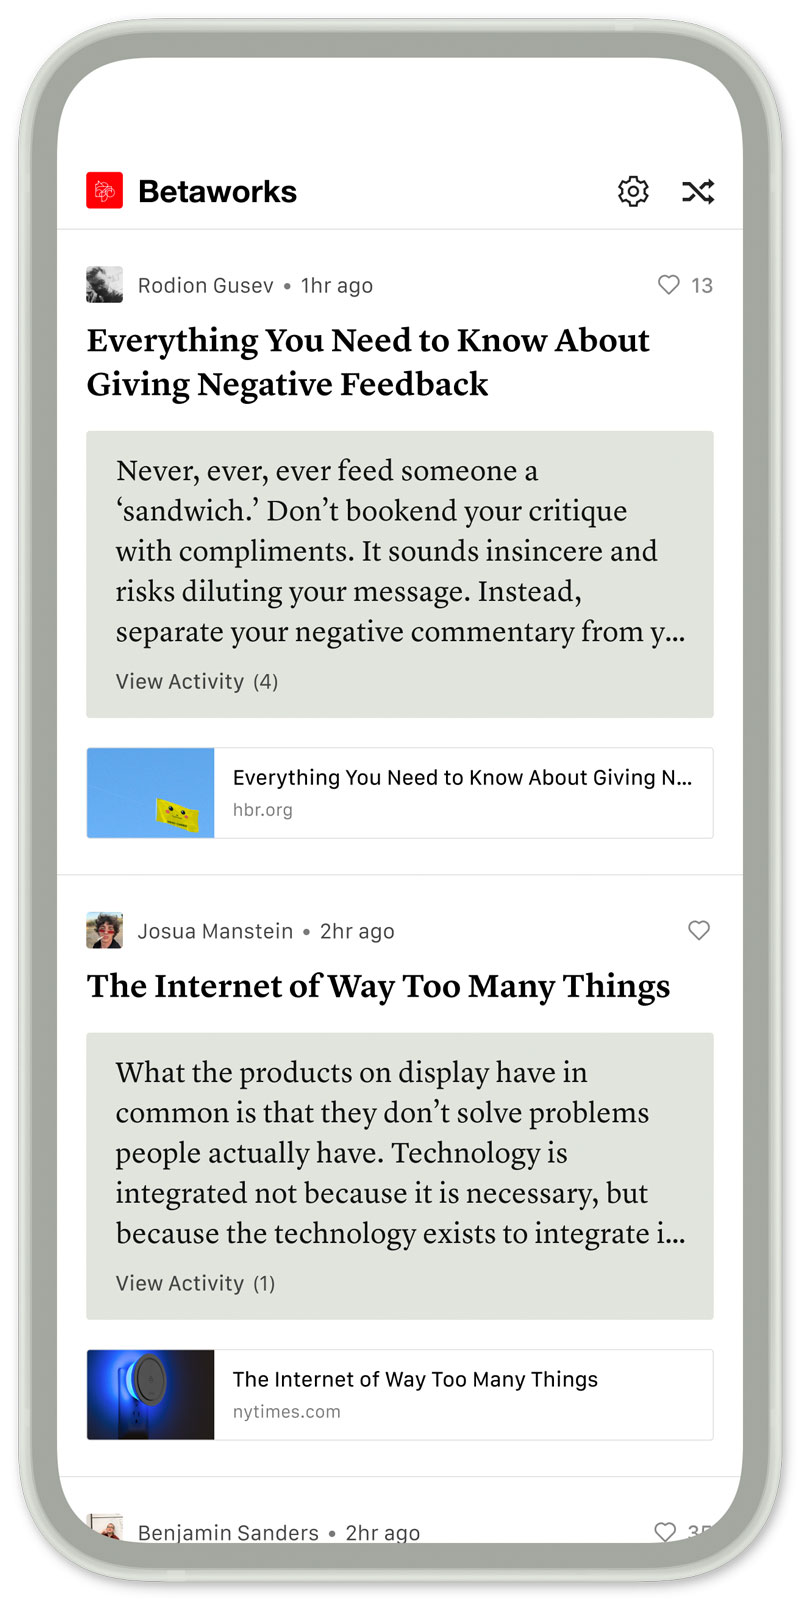 Betaworks
Rodion Gusev • 1hr ago
13
Everything You Need to Know About
Giving Negative Feedback
Never, ever, ever feed someone a
‘sandwich.’ Don’t bookend your critique
with compliments. It sounds insincere and
risks diluting your message. Instead,
separate your negative commentary from y...
View Activity (4)
Everything You Need to Know About Giving N...
hbr.org
Josua Manstein • 2hr ago
The Internet of Way Too Many Things
What the products on display have in
common is that they don’t solve problems
people actually have. Technology is
integrated not because it is necessary, but
because the technology exists to integrate i...
View Activity (1)
The Internet of Way Too Many Things
nytimes.com
Benjamin Sanders • 2hr ago